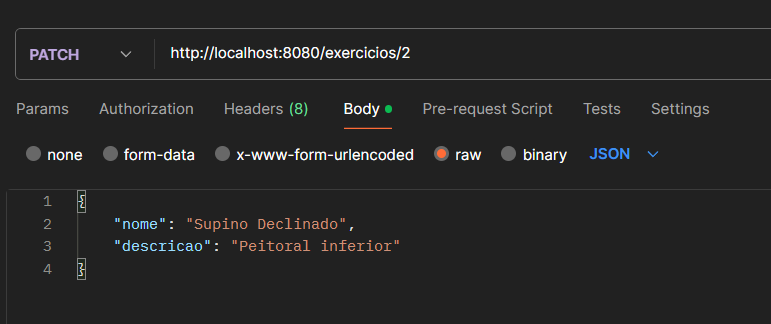 PATCH http://localhost:8080/exercicios/2
Params Authorization Headers (8) Body Pre-request Script Tests Settings
none form-data x-www-form-urlencoded raw binary JSON
1 {
2 "nome": "Supino Declinado",
3 "descricao": "Peitoral inferior"
4 }